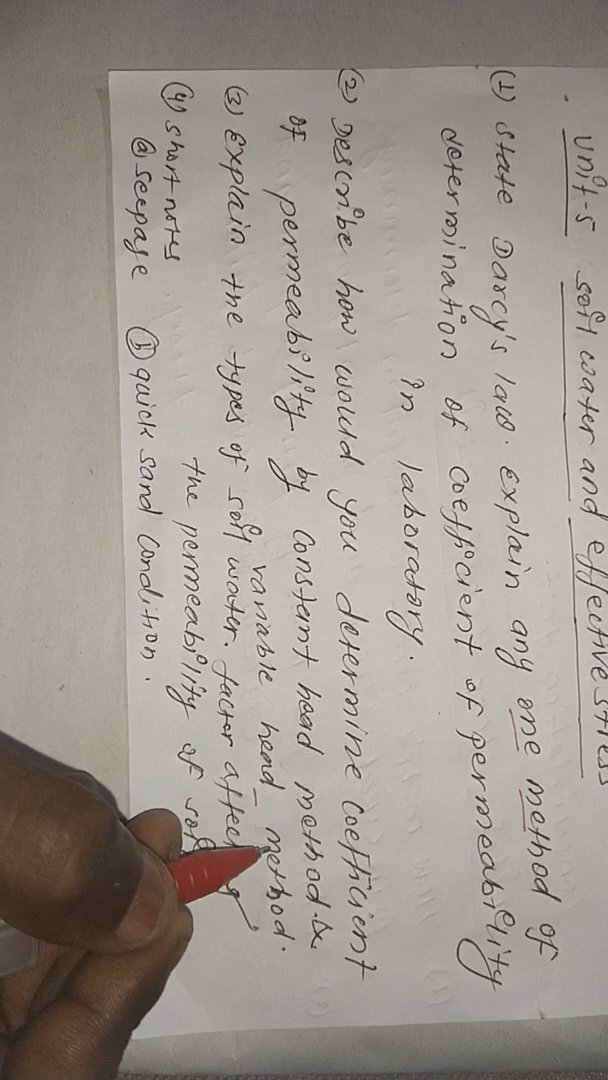 Unit-5 soil water and effective stress
(1) state Darcy's law. explain any one method of
determination of coefficient of permeability
in laboratory.
(2) Describe how would you determine coefficient
of permeability by constant head method. &
variable head method.
(3) explain the types of soil water. factor
the permeability of
(4) short notes
(a) seepage (b) quick sand condition.